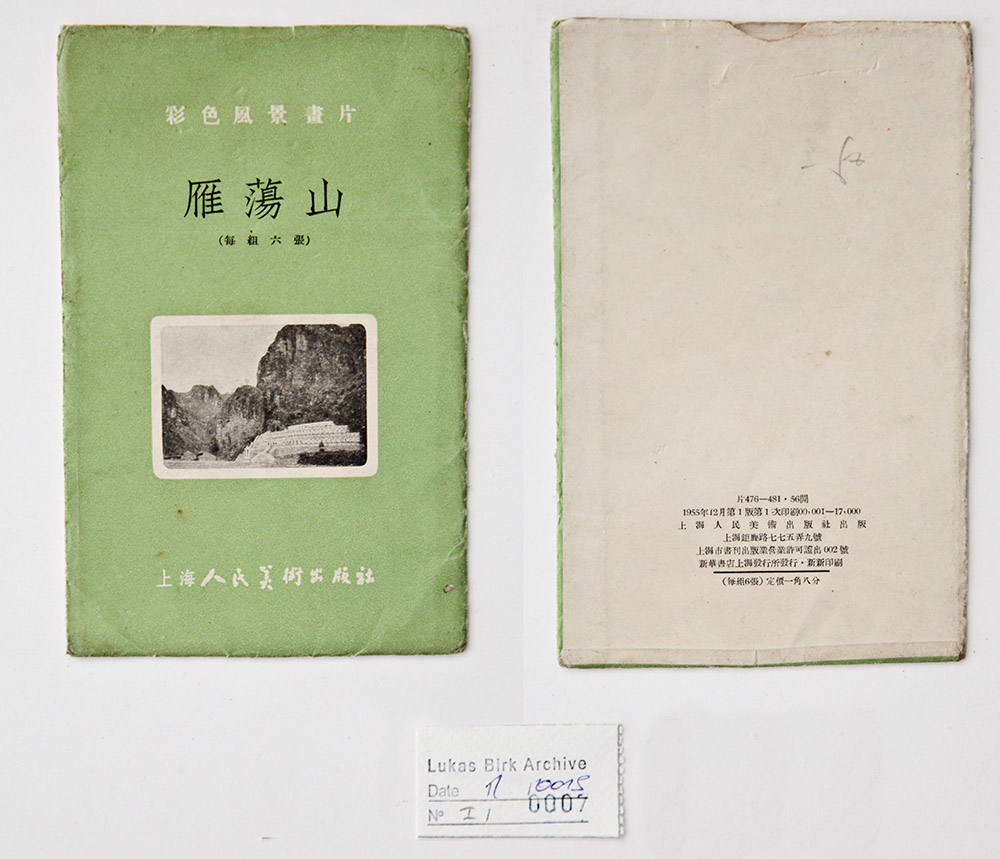 彩色風景畫片
雁蕩山
(每組六張)
上海人民美術出版社
片476—481·56開
1955年12月第1版第1次印刷00,001—17,000
上海人民美術出版社出版
上海鉅鹿路七七五弄九號
上海市書刊出版業營業許可證出002號
新華書店上海發行所發行·新新印刷
(每組6張)定價一角八分
Lukas Birk Archive
Date
0007
Nº I/